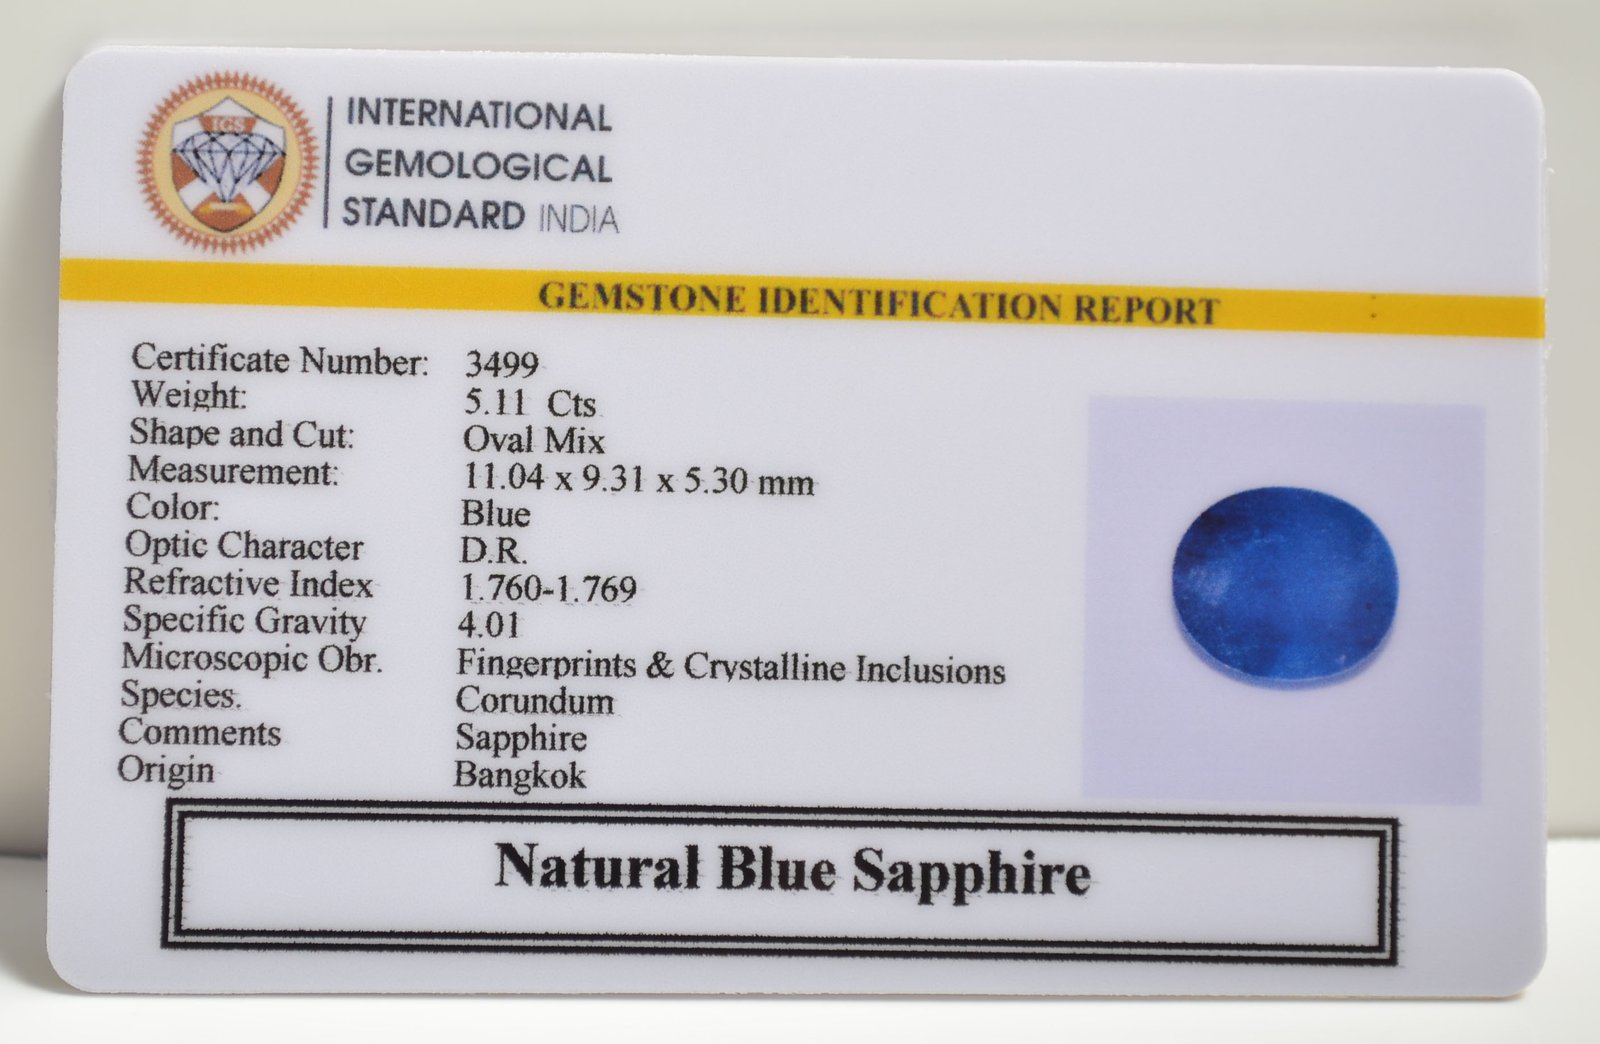 IGS
INTERNATIONAL
GEMOLOGICAL
STANDARD INDIA
GEMSTONE IDENTIFICATION REPORT
Certificate Number: 3499
Weight: 5.11 Cts
Shape and Cut: Oval Mix
Measurement: 11.04 x 9.31 x 5.30 mm
Color: Blue
Optic Character D.R.
Refractive Index 1.760-1.769
Specific Gravity 4.01
Microscopic Obr. Fingerprints & Crystalline Inclusions
Species. Corundum
Comments Sapphire
Origin Bangkok
Natural Blue Sapphire